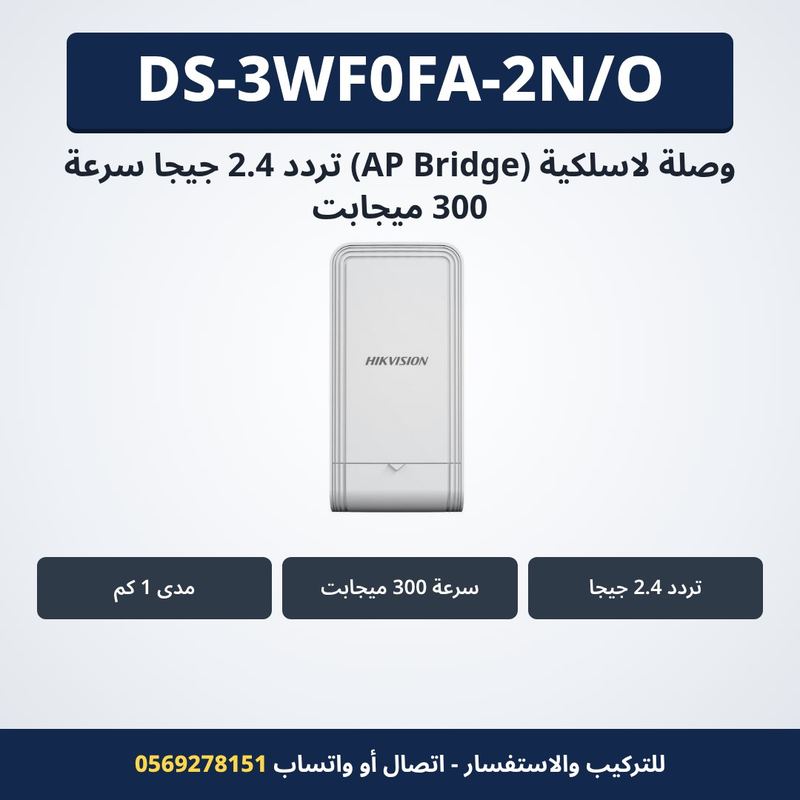 DS-3WF0FA-2N/O
وصلة لاسلكية (AP Bridge) تردد 2.4 جيجا سرعة
300 ميجابت
HIKVISION
تردد 2.4 جيجا
سرعة 300 ميجابت
مدى 1 كم
للتركيب والاستفسار - اتصال أو واتساب 0569278151